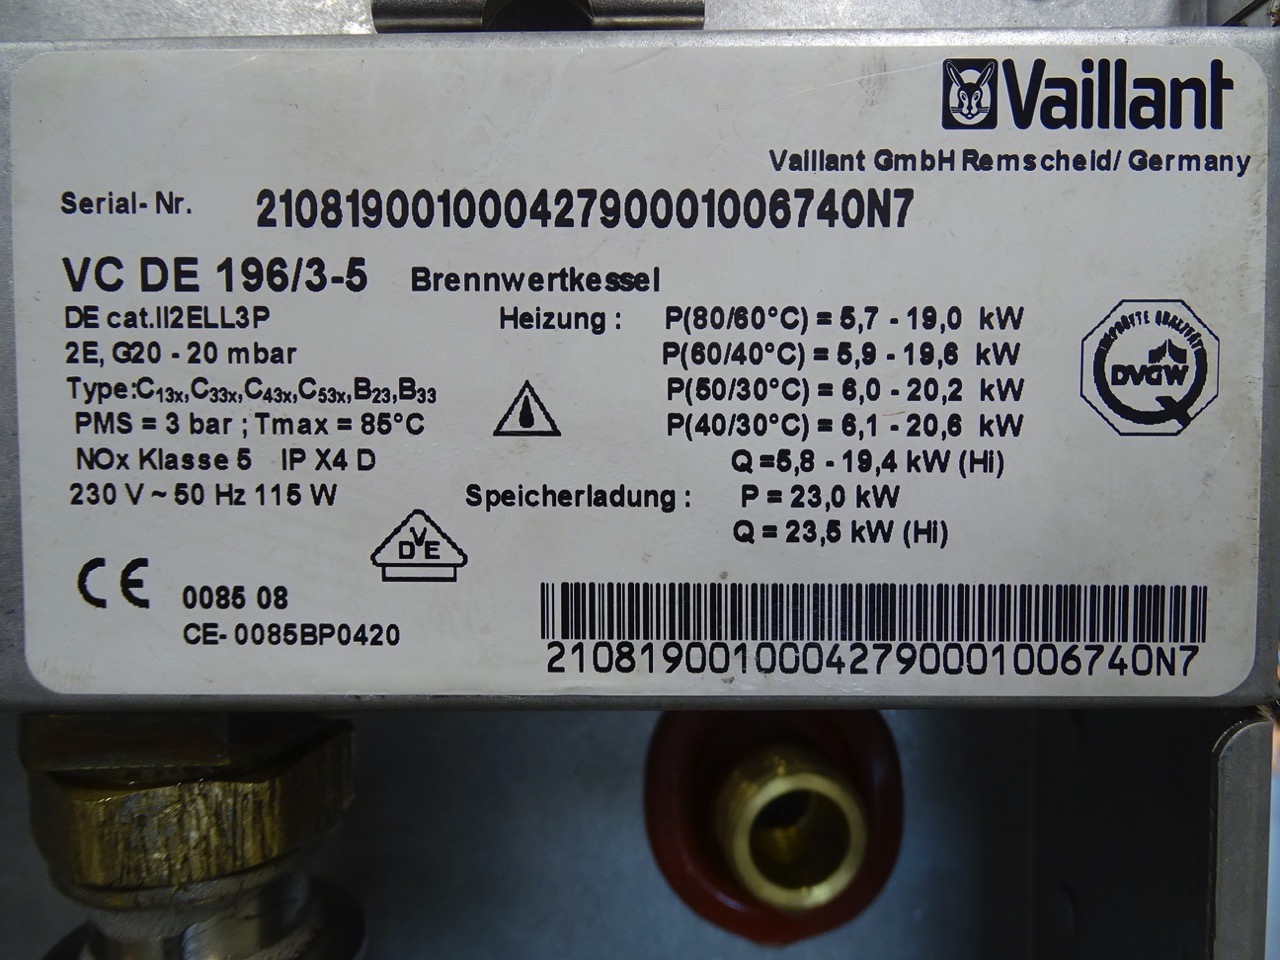 Vaillant
Vaillant GmbH Remscheid/ Germany
Serial- Nr. 21081900100042790001006740N7
VC DE 196/3-5 Brennwertkessel
DE cat.II2ELL3P
2E, G20 - 20 mbar
Type:C13x,C33x,C43x,C53x,B23,B33
PMS = 3 bar ; Tmax = 85°C
NOx Klasse 5 IP X4 D
230 V ~ 50 Hz 115 W
Heizung : P(80/60°C) = 5,7 - 19,0 kW
P(60/40°C) = 5,9 - 19,6 kW
P(50/30°C) = 6,0 - 20,2 kW
P(40/30°C) = 6,1 - 20,6 kW
Q =5,8 - 19,4 kW (Hi)
Speicherladung : P = 23,0 kW
Q = 23,5 kW (Hi)
GEPRÜFTE QUALITÄT
DVGW
DVE
CE 0085 08
CE- 0085BP0420
21081900100042790001006740N7